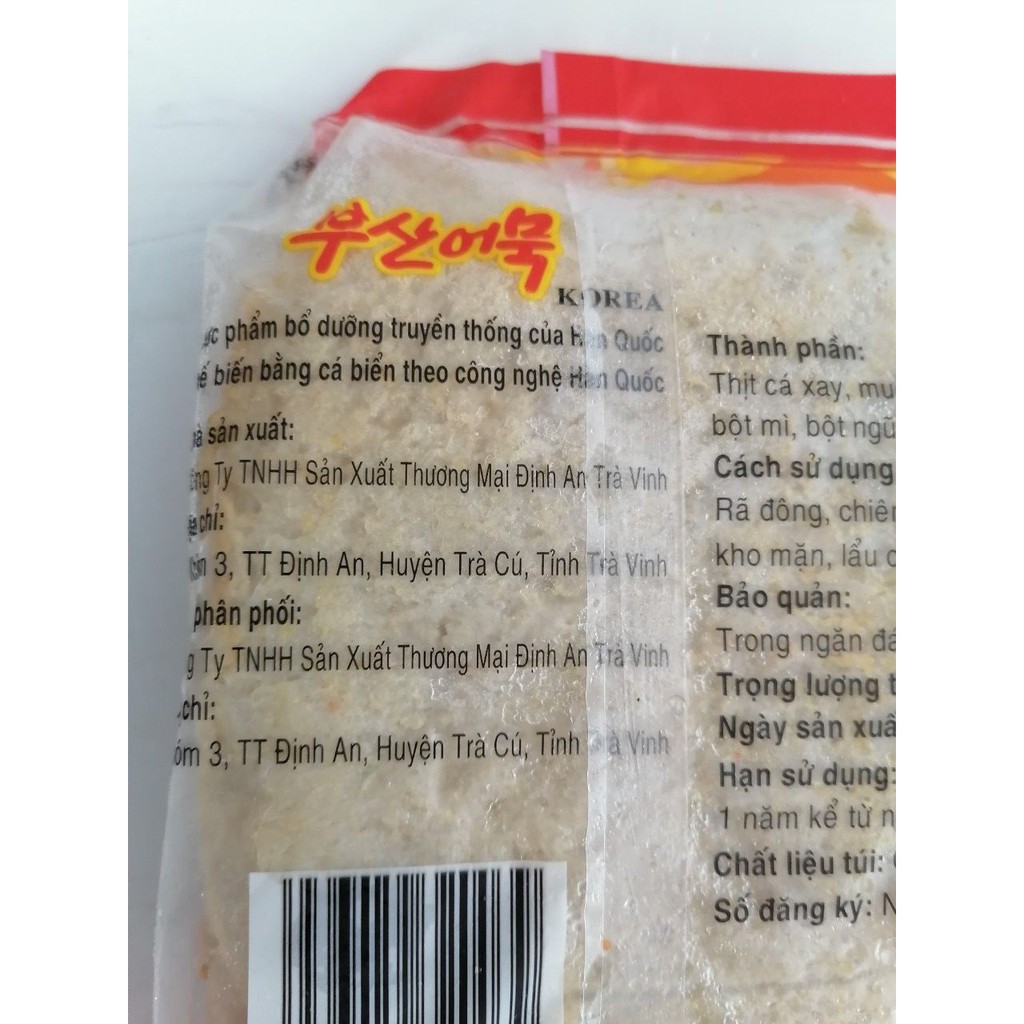 부산어묵
KOREA
phẩm bổ dưỡng truyền thống của Hàn Quốc
biến bằng cá biển theo công nghệ Hàn Quốc
sản xuất:
Ty TNHH Sản Xuất Thương Mại Định An Trà Vinh
chỉ:
3, TT Định An, Huyện Trà Cú, Tỉnh Trà Vinh
phân phối:
Ty TNHH Sản Xuất Thương Mại Định An Trà Vinh
chỉ:
3, TT Định An, Huyện Trà Cú, Tỉnh Trà Vinh
Thành phần:
Thịt cá xay,
bột mì, bột
Cách sử dụng
Rã đông,
kho mặn, lẩu
Bảo quản:
Trong ngăn
Trọng lượng
Ngày sản
Hạn sử dụng:
1 năm kể từ
Chất liệu túi:
Số đăng ký: